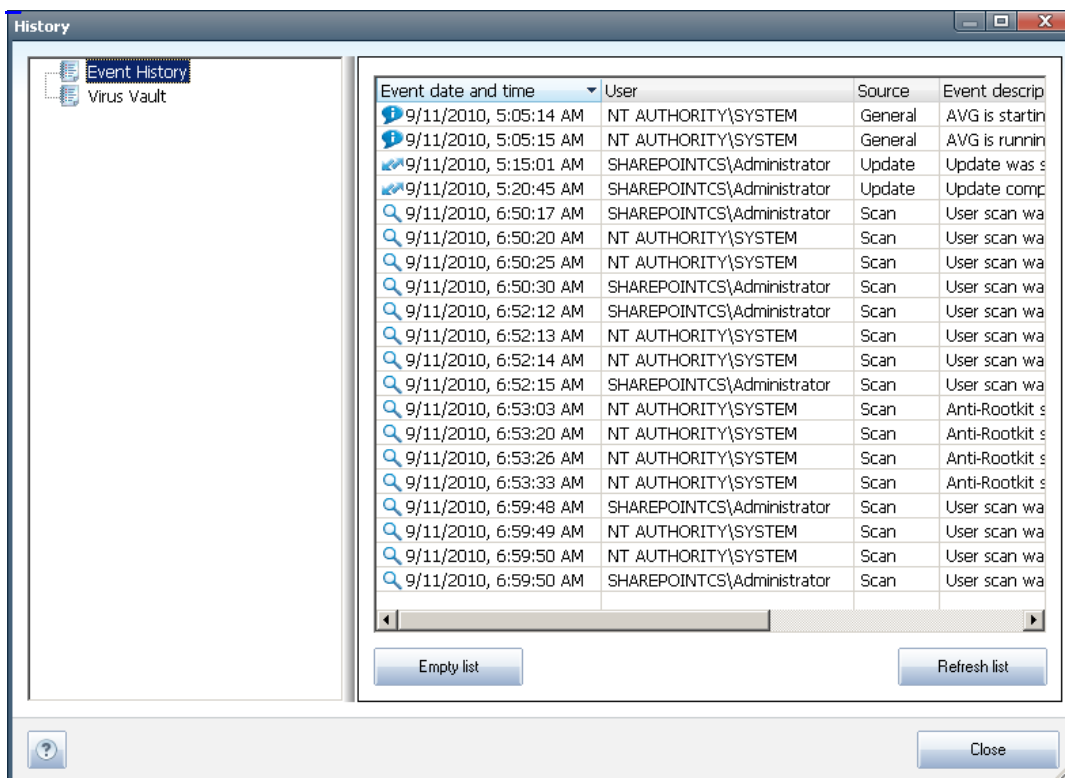 History
Event History
Virus Vault
Event date and time User Source Event descrip
9/11/2010, 5:05:14 AM NT AUTHORITY\SYSTEM General AVG is startin
9/11/2010, 5:05:15 AM NT AUTHORITY\SYSTEM General AVG is runnin
9/11/2010, 5:15:01 AM SHAREPOINTCS\Administrator Update Update was s
9/11/2010, 5:20:45 AM SHAREPOINTCS\Administrator Update Update comp
9/11/2010, 6:50:17 AM SHAREPOINTCS\Administrator Scan User scan wa
9/11/2010, 6:50:20 AM NT AUTHORITY\SYSTEM Scan User scan wa
9/11/2010, 6:50:25 AM NT AUTHORITY\SYSTEM Scan User scan wa
9/11/2010, 6:50:30 AM SHAREPOINTCS\Administrator Scan User scan wa
9/11/2010, 6:52:12 AM SHAREPOINTCS\Administrator Scan User scan wa
9/11/2010, 6:52:13 AM NT AUTHORITY\SYSTEM Scan User scan wa
9/11/2010, 6:52:14 AM NT AUTHORITY\SYSTEM Scan User scan wa
9/11/2010, 6:52:15 AM SHAREPOINTCS\Administrator Scan User scan wa
9/11/2010, 6:53:03 AM NT AUTHORITY\SYSTEM Scan Anti-Rootkit s
9/11/2010, 6:53:20 AM NT AUTHORITY\SYSTEM Scan Anti-Rootkit s
9/11/2010, 6:53:26 AM NT AUTHORITY\SYSTEM Scan Anti-Rootkit s
9/11/2010, 6:53:33 AM NT AUTHORITY\SYSTEM Scan Anti-Rootkit s
9/11/2010, 6:59:48 AM SHAREPOINTCS\Administrator Scan User scan wa
9/11/2010, 6:59:49 AM NT AUTHORITY\SYSTEM Scan User scan wa
9/11/2010, 6:59:50 AM NT AUTHORITY\SYSTEM Scan User scan wa
9/11/2010, 6:59:50 AM SHAREPOINTCS\Administrator Scan User scan wa
Empty list Refresh list
? Close